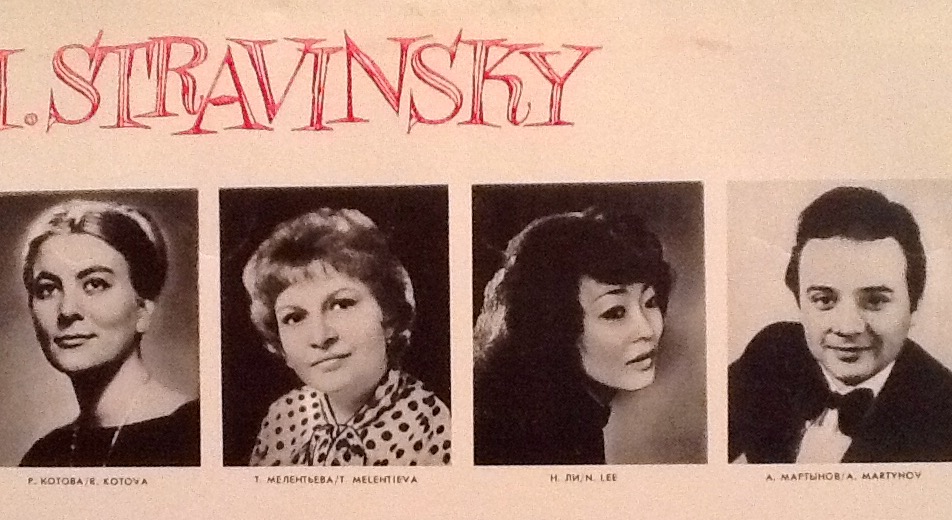 I. STRAVINSKY
Р. КОТОВА/R. KOTOVA
Т. МЕЛЕНТЬЕВА/T. MELENTIEVA
Н. ЛИ/N. LEE
А. МАРТЫНОВ/A. MARTYNOV